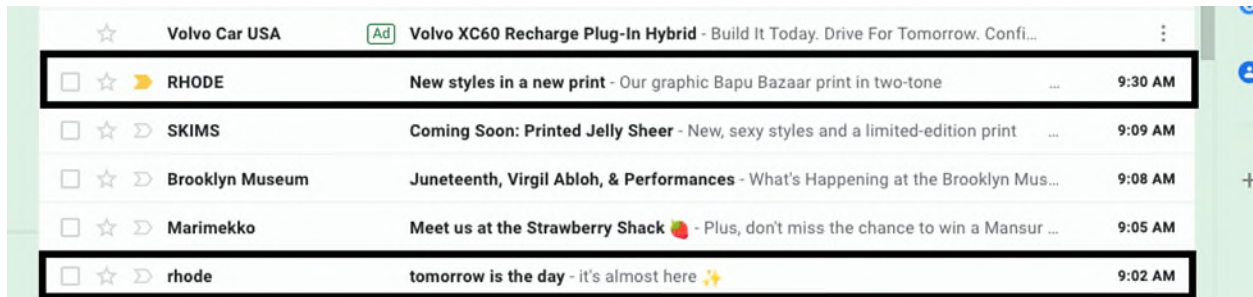 Volvo Car USA Ad Volvo XC60 Recharge Plug-In Hybrid - Build It Today. Drive For Tomorrow. Confi...
RHODE New styles in a new print - Our graphic Bapu Bazaar print in two-tone ... 9:30 AM
SKIMS Coming Soon: Printed Jelly Sheer - New, sexy styles and a limited-edition print ... 9:09 AM
Brooklyn Museum Juneteenth, Virgil Abloh, & Performances - What's Happening at the Brooklyn Mus... 9:08 AM
Marimekko Meet us at the Strawberry Shack 🍓 - Plus, don't miss the chance to win a Mansur ... 9:05 AM
rhode tomorrow is the day - it's almost here ✨ 9:02 AM